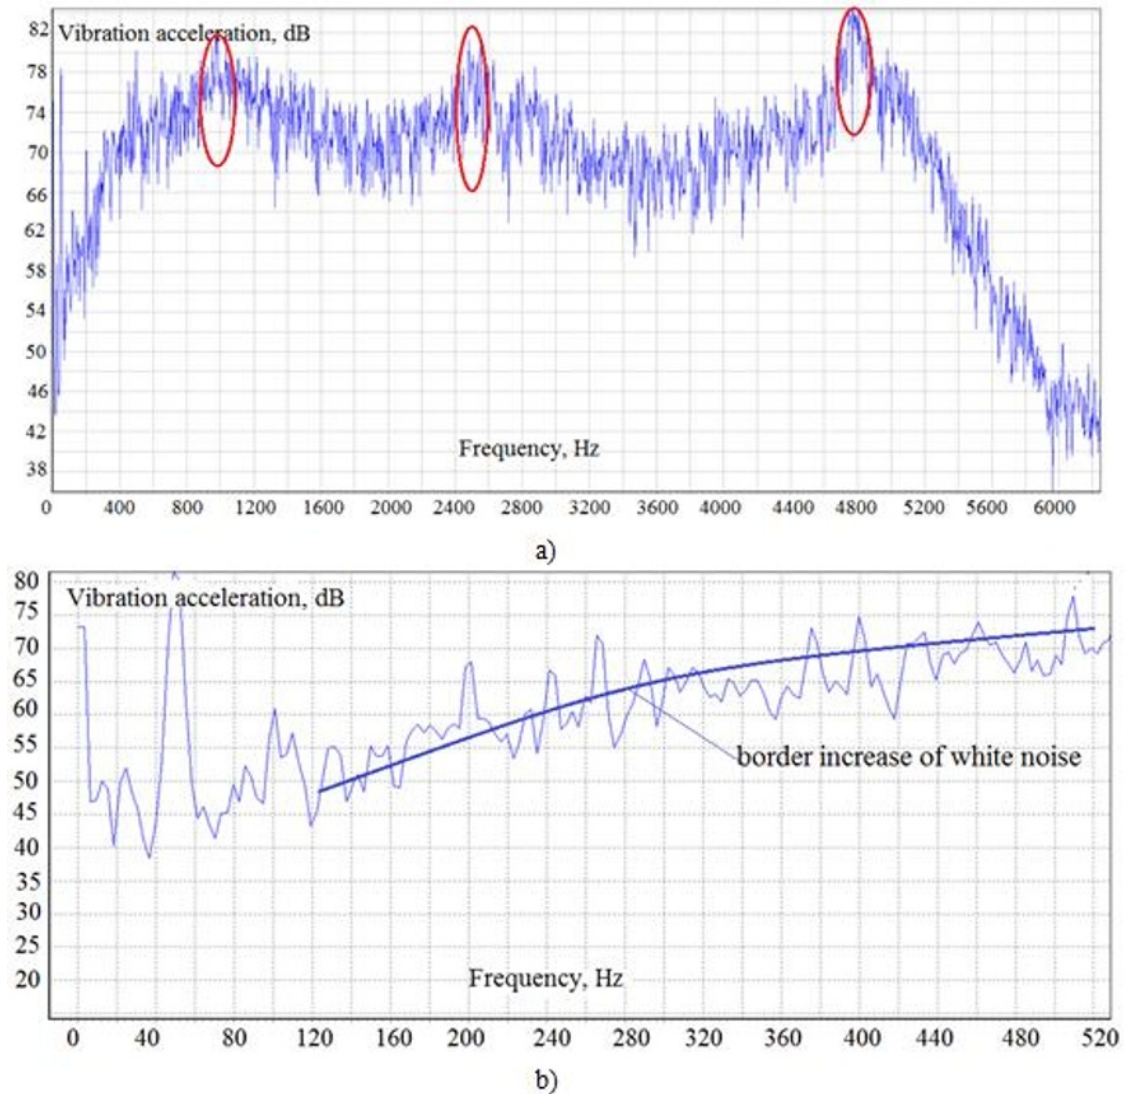 Vibration acceleration, dB
82
78
74
70
66
62
58
54
50
46
42
38
Frequency, Hz
0 400 800 1200 1600 2000 2400 2800 3200 3600 4000 4400 4800 5200 5600 6000
a)
Vibration acceleration, dB
80
75
70
65
60
55
50
45
40
35
30
25
20
border increase of white noise
Frequency, Hz
0 40 80 120 160 200 240 280 320 360 400 440 480 520
b)